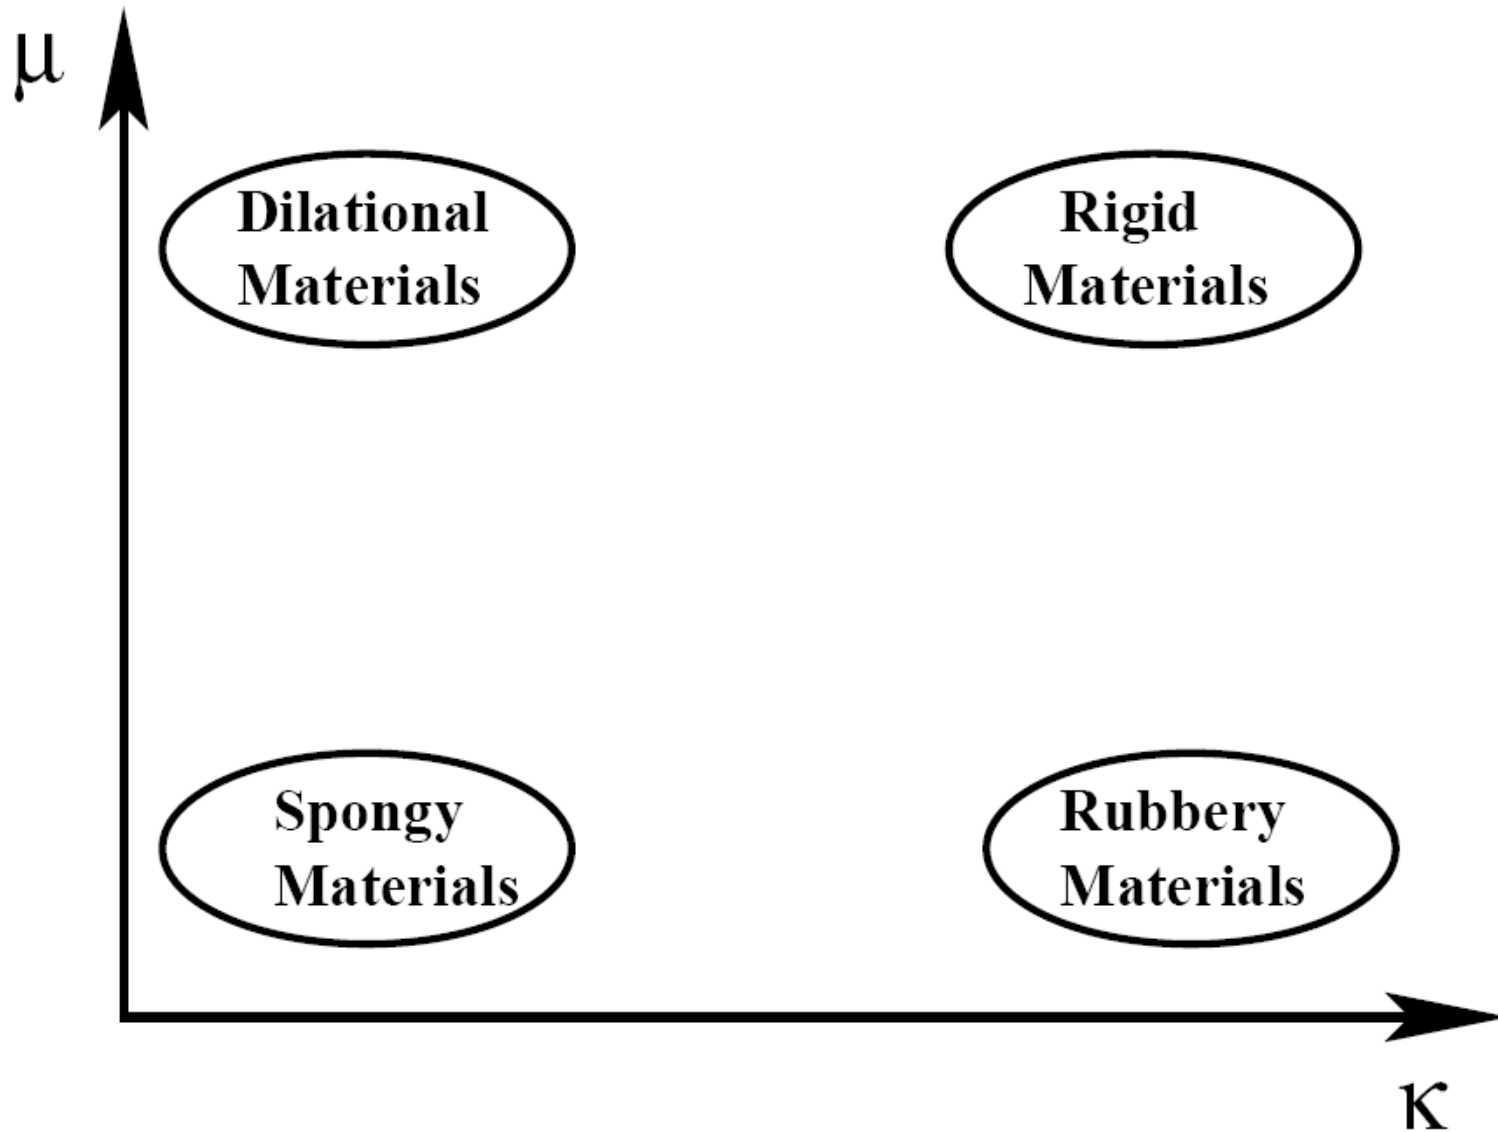 μ
Dilational
Materials
Rigid
Materials
Spongy
Materials
Rubbery
Materials
κ